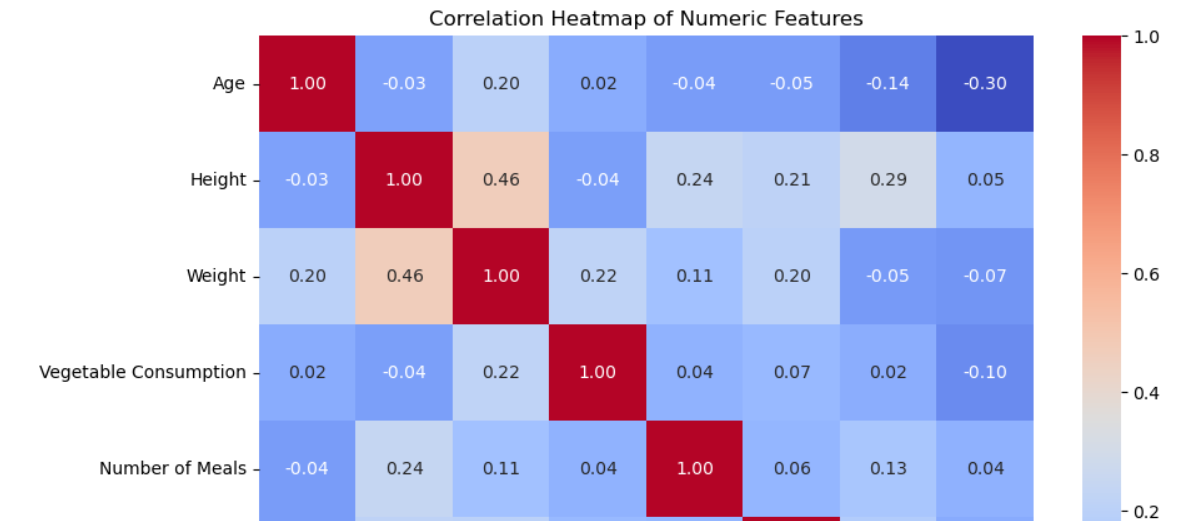 Correlation Heatmap of Numeric Features
Age 1.00 -0.03 0.20 0.02 -0.04 -0.05 -0.14 -0.30
Height -0.03 1.00 0.46 -0.04 0.24 0.21 0.29 0.05
Weight 0.20 0.46 1.00 0.22 0.11 0.20 -0.05 -0.07
Vegetable Consumption 0.02 -0.04 0.22 1.00 0.04 0.07 0.02 -0.10
Number of Meals -0.04 0.24 0.11 0.04 1.00 0.06 0.13 0.04
1.0
0.8
0.6
0.4
0.2